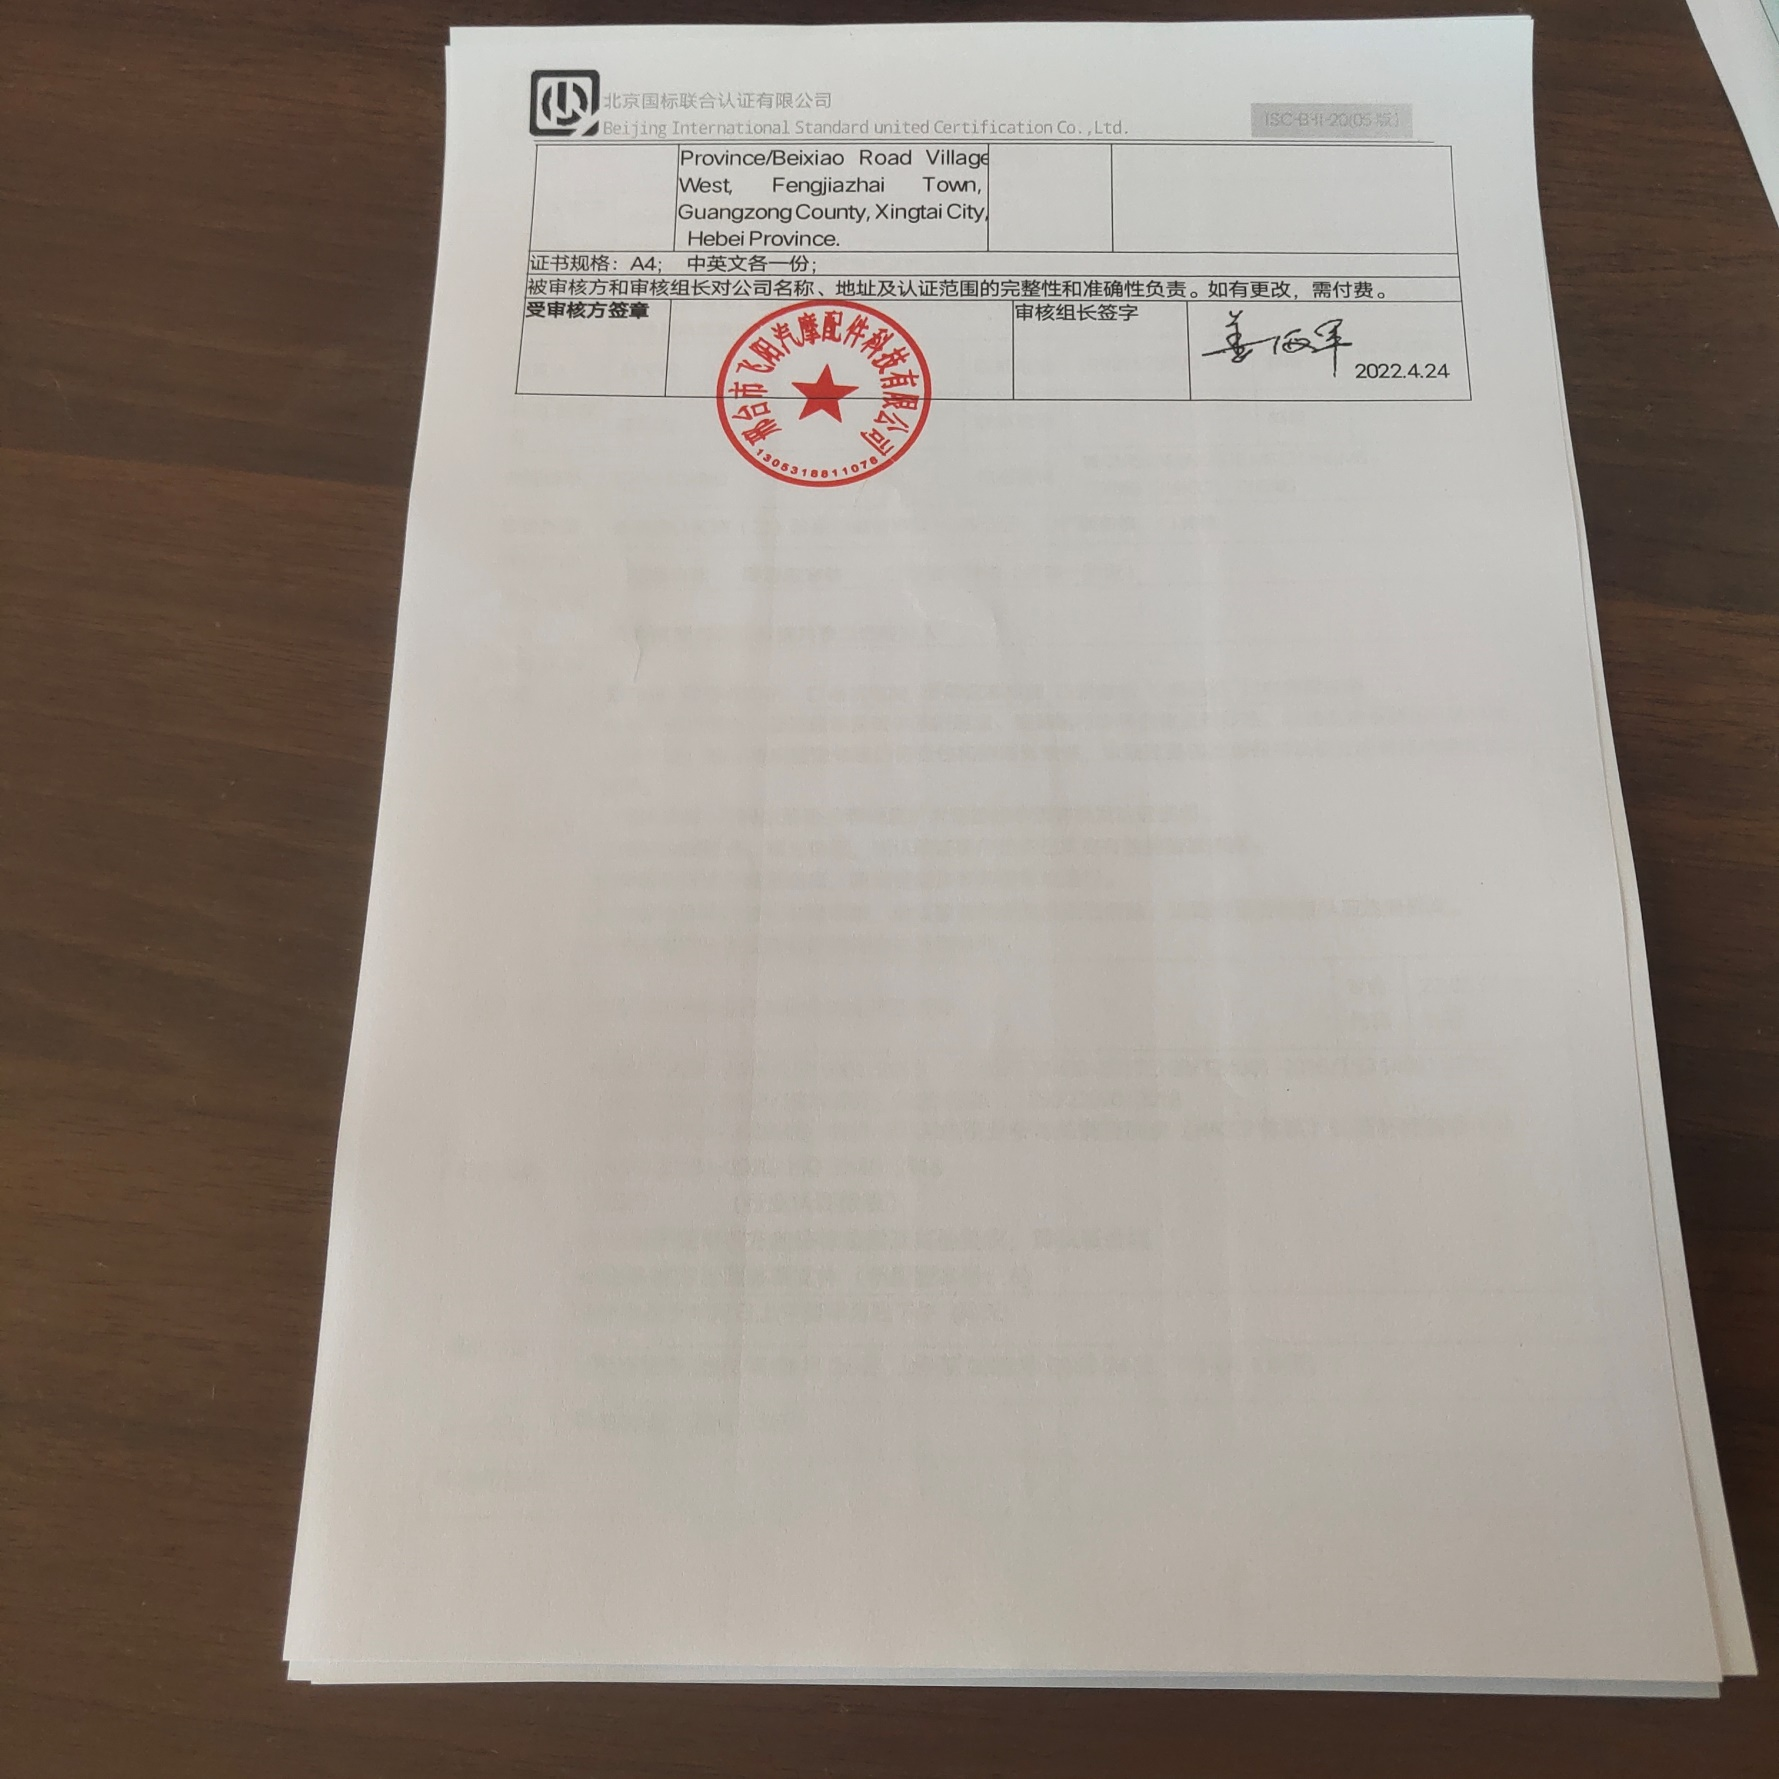 北京国标联合认证有限公司
Beijing International Standard united Certification Co.,Ltd.
ISC-B-II-20(05版)
Province/Beixiao Road Village
West, Fengjiazhai Town,
Guangzong County, Xingtai City,
Hebei Province.
证书规格：A4； 中英文各一份；
被审核方和审核组长对公司名称、地址及认证范围的完整性和准确性负责。如有更改，需付费。
受审核方签章
邢台市飞阳汽摩配件科技有限公司
1305318811076
审核组长签字
2022.4.24